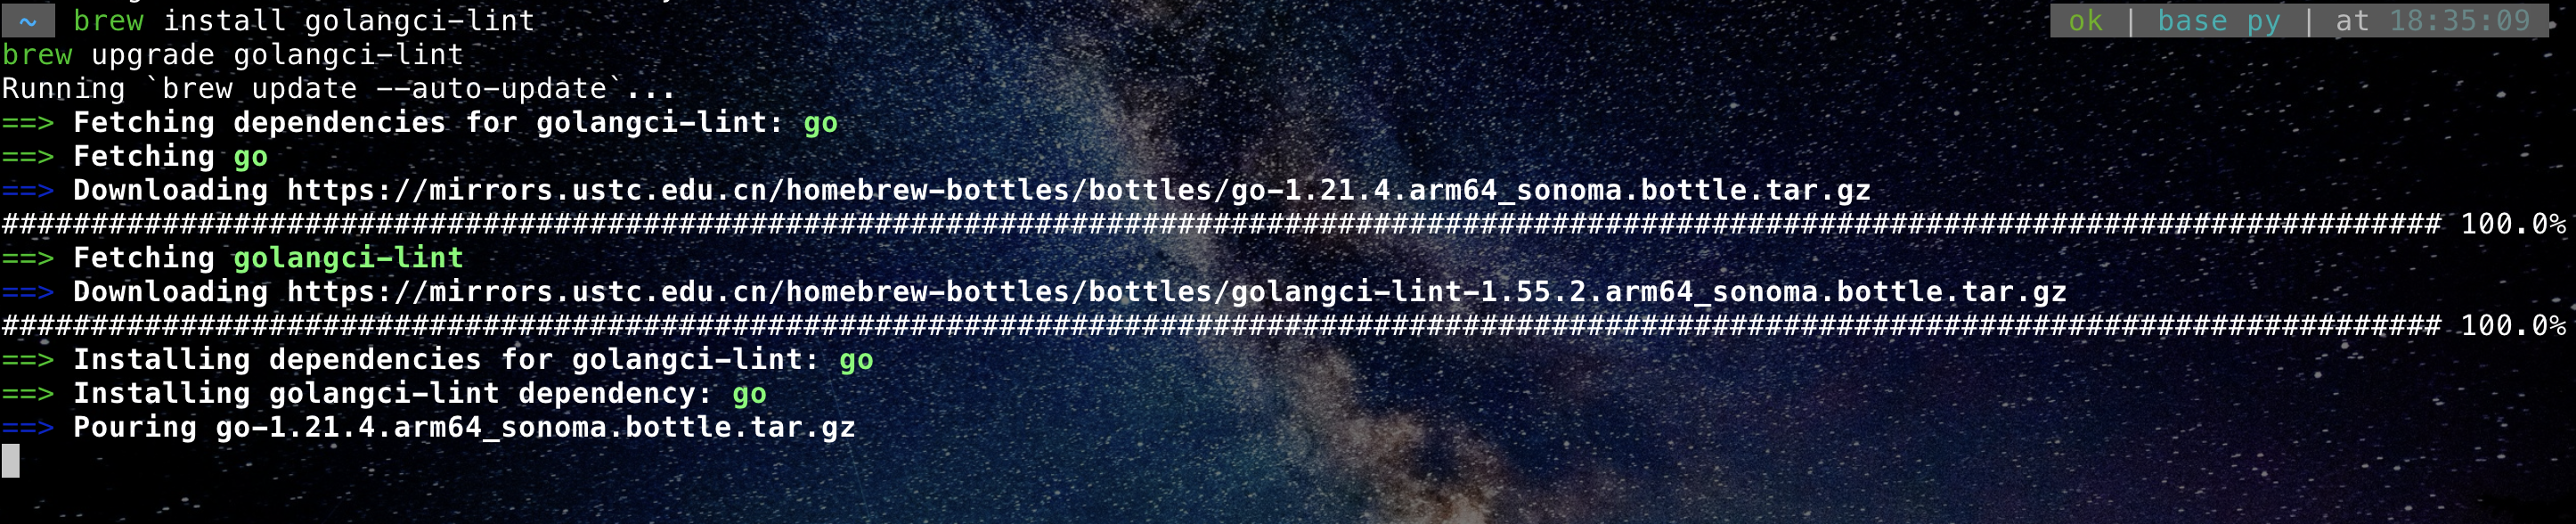 ~ brew install golangci-lint ok | base py | at 18:35:09
brew upgrade golangci-lint
Running `brew update --auto-update`...
==> Fetching dependencies for golangci-lint: go
==> Fetching go
==> Downloading https://mirrors.ustc.edu.cn/homebrew-bottles/bottles/go-1.21.4.arm64_sonoma.bottle.tar.gz
######################################################################################################################################### 100.0%
==> Fetching golangci-lint
==> Downloading https://mirrors.ustc.edu.cn/homebrew-bottles/bottles/golangci-lint-1.55.2.arm64_sonoma.bottle.tar.gz
######################################################################################################################################### 100.0%
==> Installing dependencies for golangci-lint: go
==> Installing golangci-lint dependency: go
==> Pouring go-1.21.4.arm64_sonoma.bottle.tar.gz